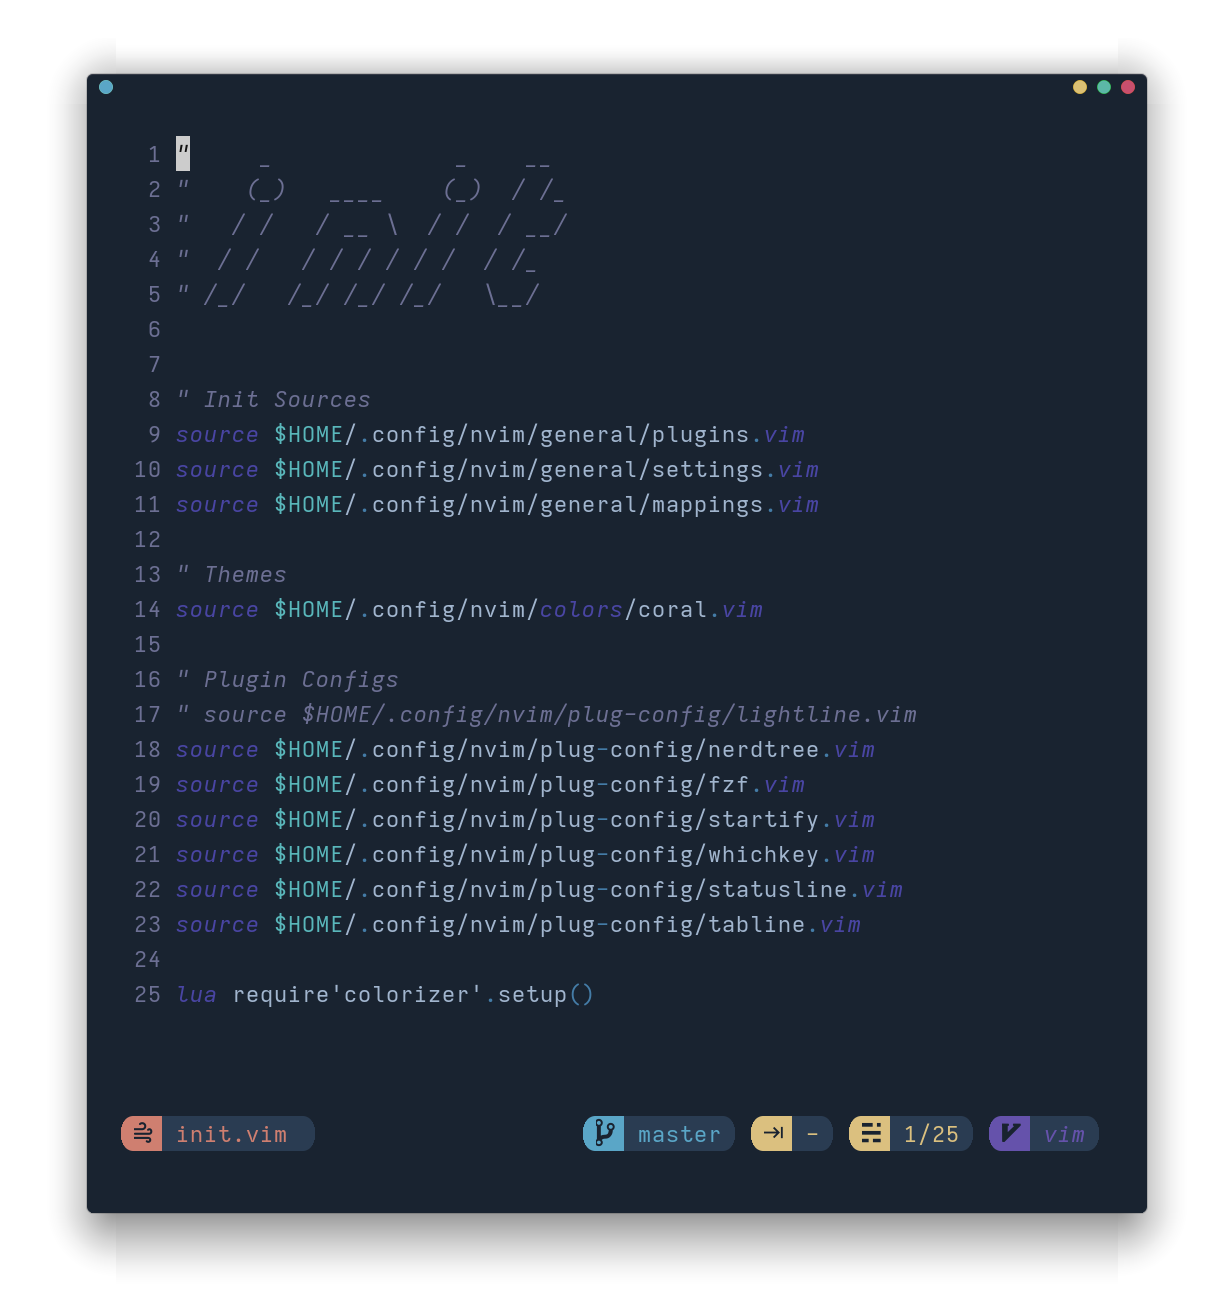 1 "     _             _    __
2 "    (_)   ____    (_)  / /_
3 "   / /   / __ \  / /  / __/
4 "  / /   / / / / / /  / /_
5 " /_/   /_/ /_/ /_/   \__/
6
7
8 " Init Sources
9 source $HOME/.config/nvim/general/plugins.vim
10 source $HOME/.config/nvim/general/settings.vim
11 source $HOME/.config/nvim/general/mappings.vim
12
13 " Themes
14 source $HOME/.config/nvim/colors/coral.vim
15
16 " Plugin Configs
17 " source $HOME/.config/nvim/plug-config/lightline.vim
18 source $HOME/.config/nvim/plug-config/nerdtree.vim
19 source $HOME/.config/nvim/plug-config/fzf.vim
20 source $HOME/.config/nvim/plug-config/startify.vim
21 source $HOME/.config/nvim/plug-config/whichkey.vim
22 source $HOME/.config/nvim/plug-config/statusline.vim
23 source $HOME/.config/nvim/plug-config/tabline.vim
24
25 lua require'colorizer'.setup()
init.vim master - 1/25 vim